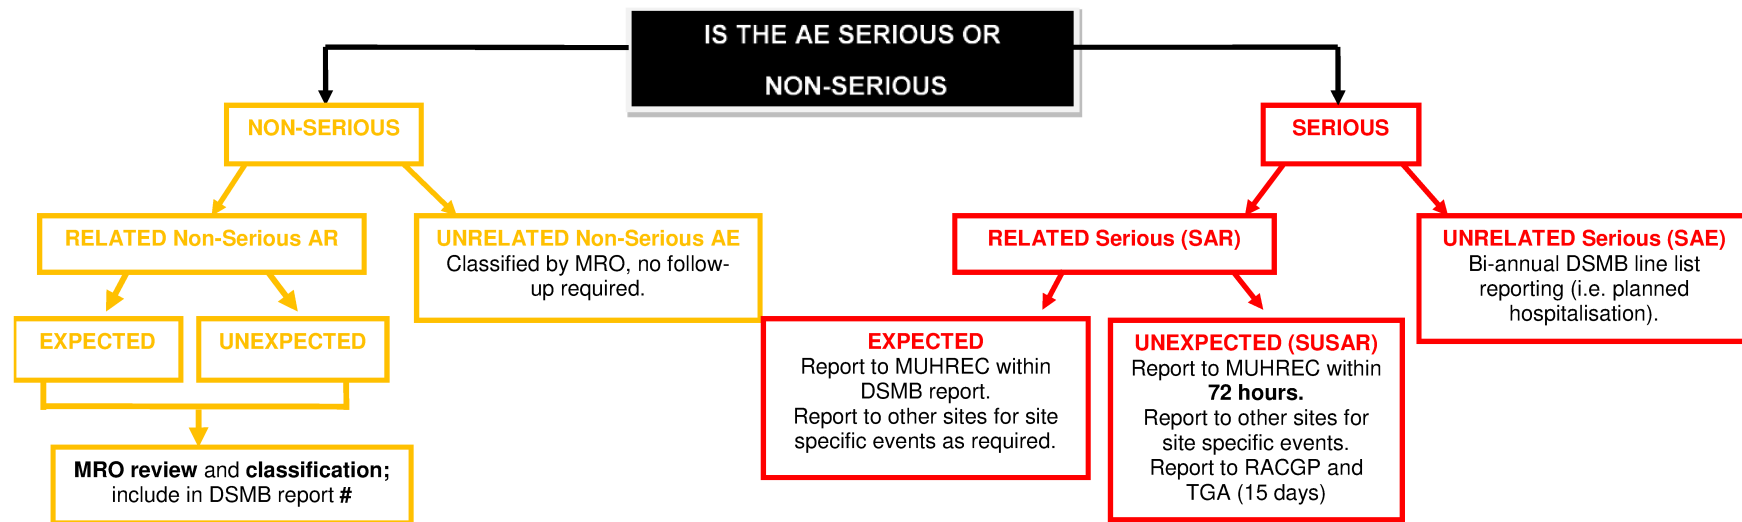 IS THE AE SERIOUS OR
NON-SERIOUS
NON-SERIOUS
SERIOUS
RELATED Non-Serious AR
UNRELATED Non-Serious AE
Classified by MRO, no follow-
up required.
RELATED Serious (SAR)
UNRELATED Serious (SAE)
Bi-annual DSMB line list
reporting (i.e. planned
hospitalisation).
EXPECTED
UNEXPECTED
EXPECTED
Report to MUHREC within
DSMB report.
Report to other sites for site
specific events as required.
UNEXPECTED (SUSAR)
Report to MUHREC within
72 hours.
Report to other sites for
site specific events.
Report to RACGP and
TGA (15 days)
MRO review and classification;
include in DSMB report #